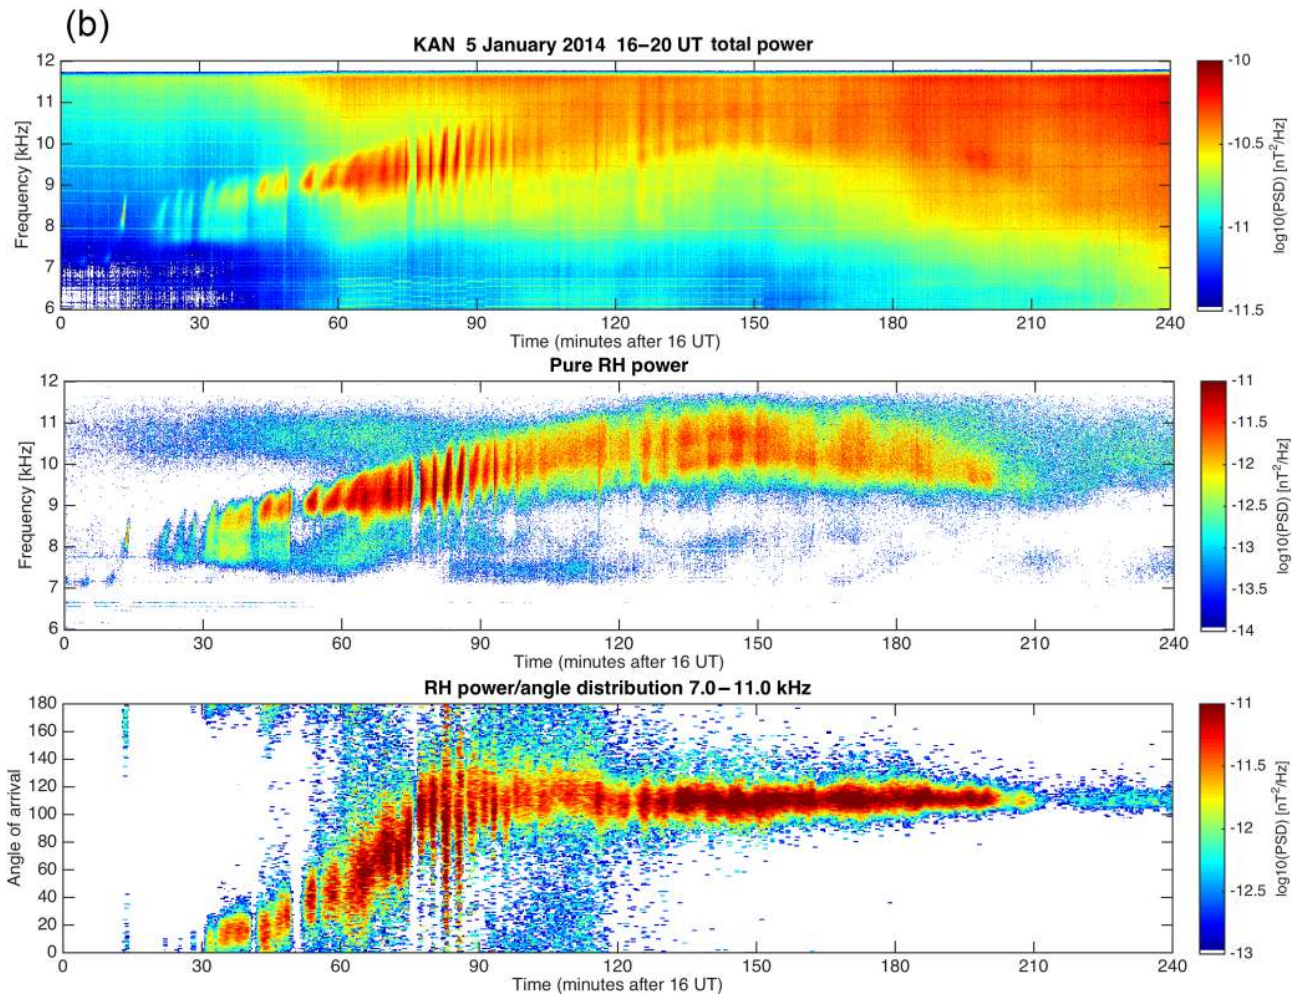 (b)
KAN 5 January 2014 16–20 UT total power
12
11
10
9
8
7
6
Frequency [kHz]
0 30 60 90 120 150 180 210 240
Time (minutes after 16 UT)
-10
-10.5
-11
-11.5
log10(PSD) [nT²/Hz]
Pure RH power
12
11
10
9
8
7
6
Frequency [kHz]
0 30 60 90 120 150 180 210 240
Time (minutes after 16 UT)
-11
-12
-13
-14
log10(PSD) [nT²/Hz]
RH power/angle distribution 7.0–11.0 kHz
180
160
140
120
100
80
60
40
20
0
Angle of arrival
0 30 60 90 120 150 180 210 240
Time (minutes after 16 UT)
-11
-11.5
-12
-12.5
-13
log10(PSD) [nT²/Hz]